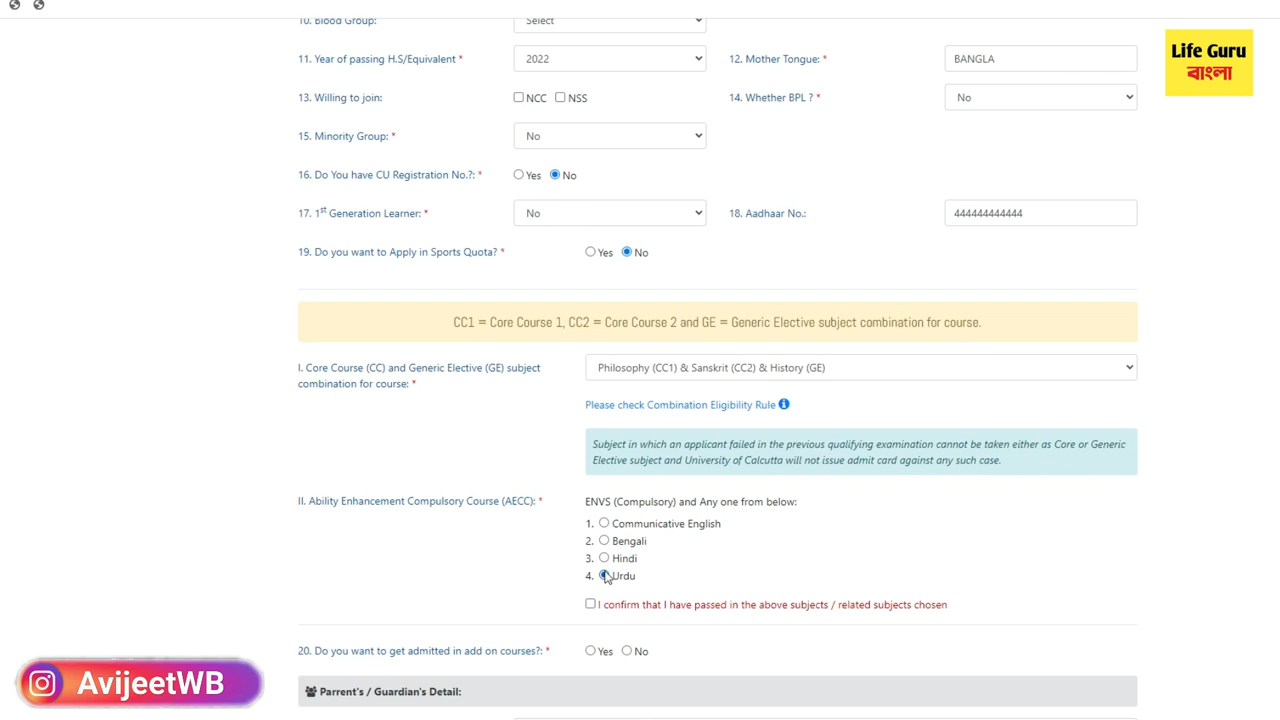 10. Blood Group: Select
Life Guru
বাংলা
11. Year of passing H.S/Equivalent * 2022 12. Mother Tongue: * BANGLA
13. Willing to join: NCC NSS 14. Whether BPL ? * No
15. Minority Group: * No
16. Do You have CU Registration No.?: * Yes No
17. 1st Generation Learner: * No 18. Aadhaar No.: 444444444444
19. Do you want to Apply in Sports Quota? * Yes No
CC1 = Core Course 1, CC2 = Core Course 2 and GE = Generic Elective subject combination for course.
I. Core Course (CC) and Generic Elective (GE) subject
combination for course: *
Philosophy (CC1) & Sanskrit (CC2) & History (GE)
Please check Combination Eligibility Rule
Subject in which an applicant failed in the previous qualifying examination cannot be taken either as Core or Generic
Elective subject and University of Calcutta will not issue admit card against any such case.
II. Ability Enhancement Compulsory Course (AECC): * ENVS (Compulsory) and Any one from below:
1. Communicative English
2. Bengali
3. Hindi
4. Urdu
I confirm that I have passed in the above subjects / related subjects chosen
20. Do you want to get admitted in add on courses?: * Yes No
Parrent's / Guardian's Detail:
AvijeetWB